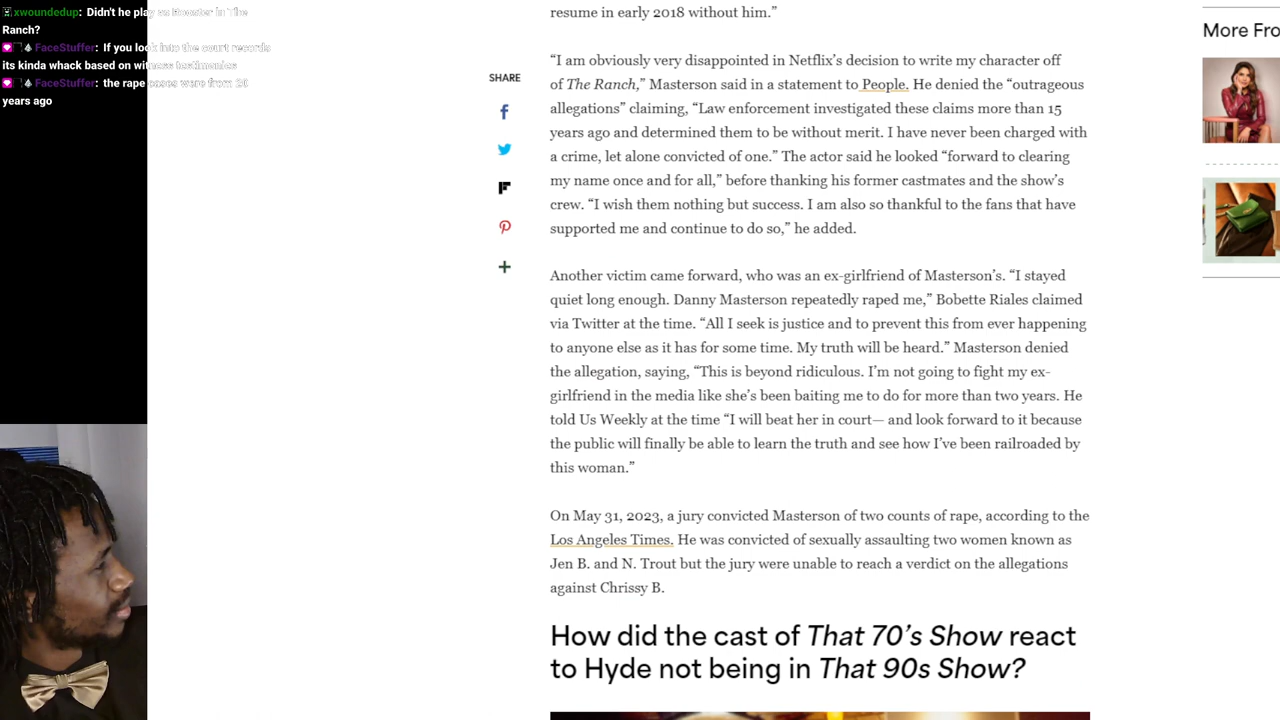 xwoundedup: Didn't he play as Rooster in The
Ranch?
FaceStuffer: If you look into the court records
its kinda whack based on witness testimonies
FaceStuffer: the rape cases were from 20
years ago
resume in early 2018 without him.”
SHARE
“I am obviously very disappointed in Netflix’s decision to write my character off
of The Ranch,” Masterson said in a statement to People. He denied the “outrageous
allegations” claiming, “Law enforcement investigated these claims more than 15
years ago and determined them to be without merit. I have never been charged with
a crime, let alone convicted of one.” The actor said he looked “forward to clearing
my name once and for all,” before thanking his former castmates and the show’s
crew. “I wish them nothing but success. I am also so thankful to the fans that have
supported me and continue to do so,” he added.
Another victim came forward, who was an ex-girlfriend of Masterson’s. “I stayed
quiet long enough. Danny Masterson repeatedly raped me,” Bobette Riales claimed
via Twitter at the time. “All I seek is justice and to prevent this from ever happening
to anyone else as it has for some time. My truth will be heard.” Masterson denied
the allegation, saying, “This is beyond ridiculous. I’m not going to fight my ex-
girlfriend in the media like she’s been baiting me to do for more than two years. He
told Us Weekly at the time “I will beat her in court— and look forward to it because
the public will finally be able to learn the truth and see how I’ve been railroaded by
this woman.”
On May 31, 2023, a jury convicted Masterson of two counts of rape, according to the
Los Angeles Times. He was convicted of sexually assaulting two women known as
Jen B. and N. Trout but the jury were unable to reach a verdict on the allegations
against Chrissy B.
How did the cast of That 70’s Show react
to Hyde not being in That 90s Show?
More Fro